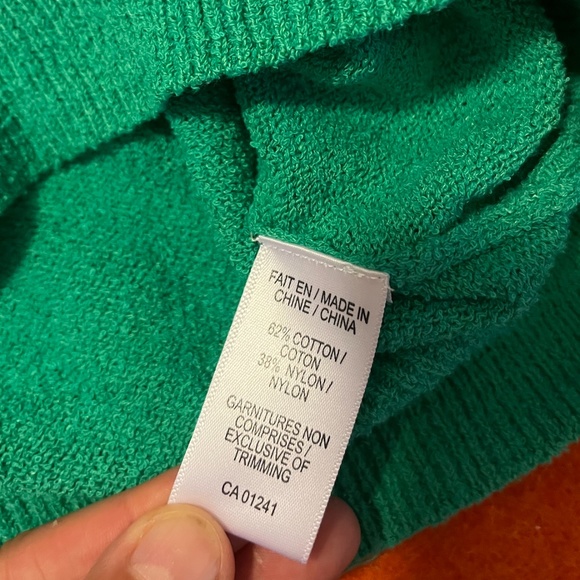 FAIT EN / MADE IN
CHINE / CHINA
62% COTTON /
COTON
38% NYLON /
NYLON
GARNITURES NON
COMPRISES /
EXCLUSIVE OF
TRIMMING
CA 01241